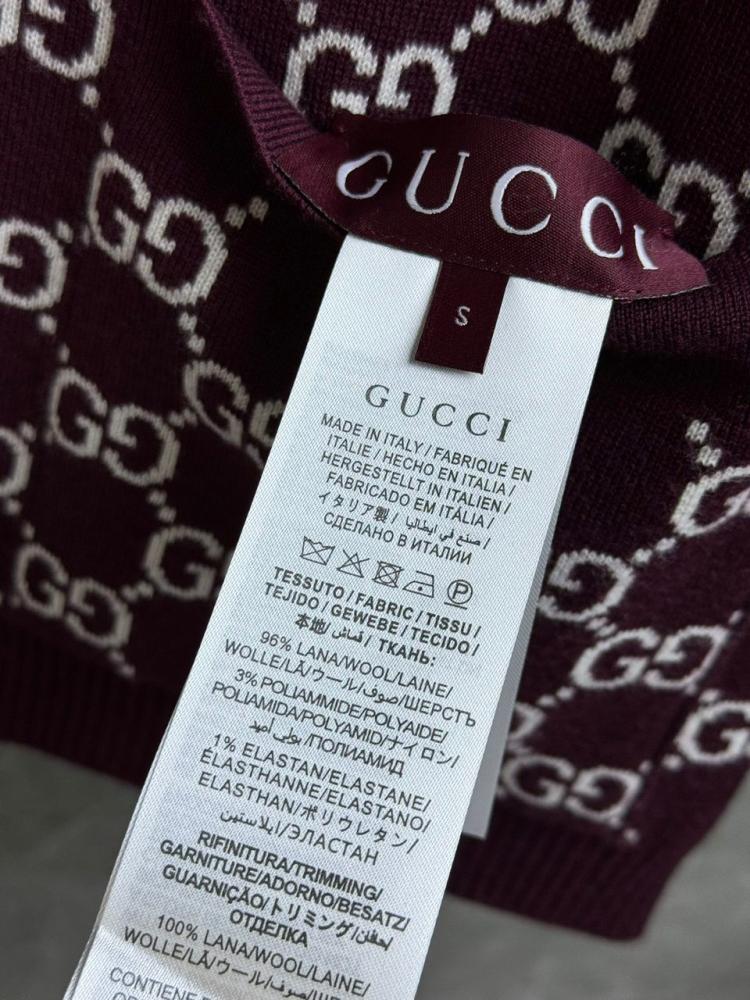 GUCCI
S
GUCCI
MADE IN ITALY / FABRIQUÉ EN
ITALIE / HECHO EN ITALIA /
HERGESTELLT IN ITALIEN /
FABRICADO EM ITÁLIA /
イタリア製 / صنع في ايطاليا /
СДЕЛАНО В ИТАЛИИ
TESSUTO / FABRIC / TISSU /
TEJIDO / GEWEBE / TECIDO /
本地 / قماش / ТКАНЬ:
96% LANA/WOOL/LAINE/
WOLLE/LÃ/ウール/صوف/ШЕРСТЬ
3% POLIAMMIDE/POLYAIDE/
POLIAMIDA/POLYAMID/ナイロン/
بولي أميد/ПОЛИАМИД
1% ELASTAN/ELASTANE/
ÉLASTHANNE/ELASTANO/
ELASTHAN/ポリウレタン/
ايلاستين/ЭЛАСТАН
RIFINITURA/TRIMMING/
GARNITURE/ADORNO/BESATZ/
GUARNIÇÃO/トリミング/
ОТДЕЛКА
100% LANA/WOOL/LAINE/
WOLLE/LÃ/ウール/صوف/ШЕРСТЬ
CONTIENE